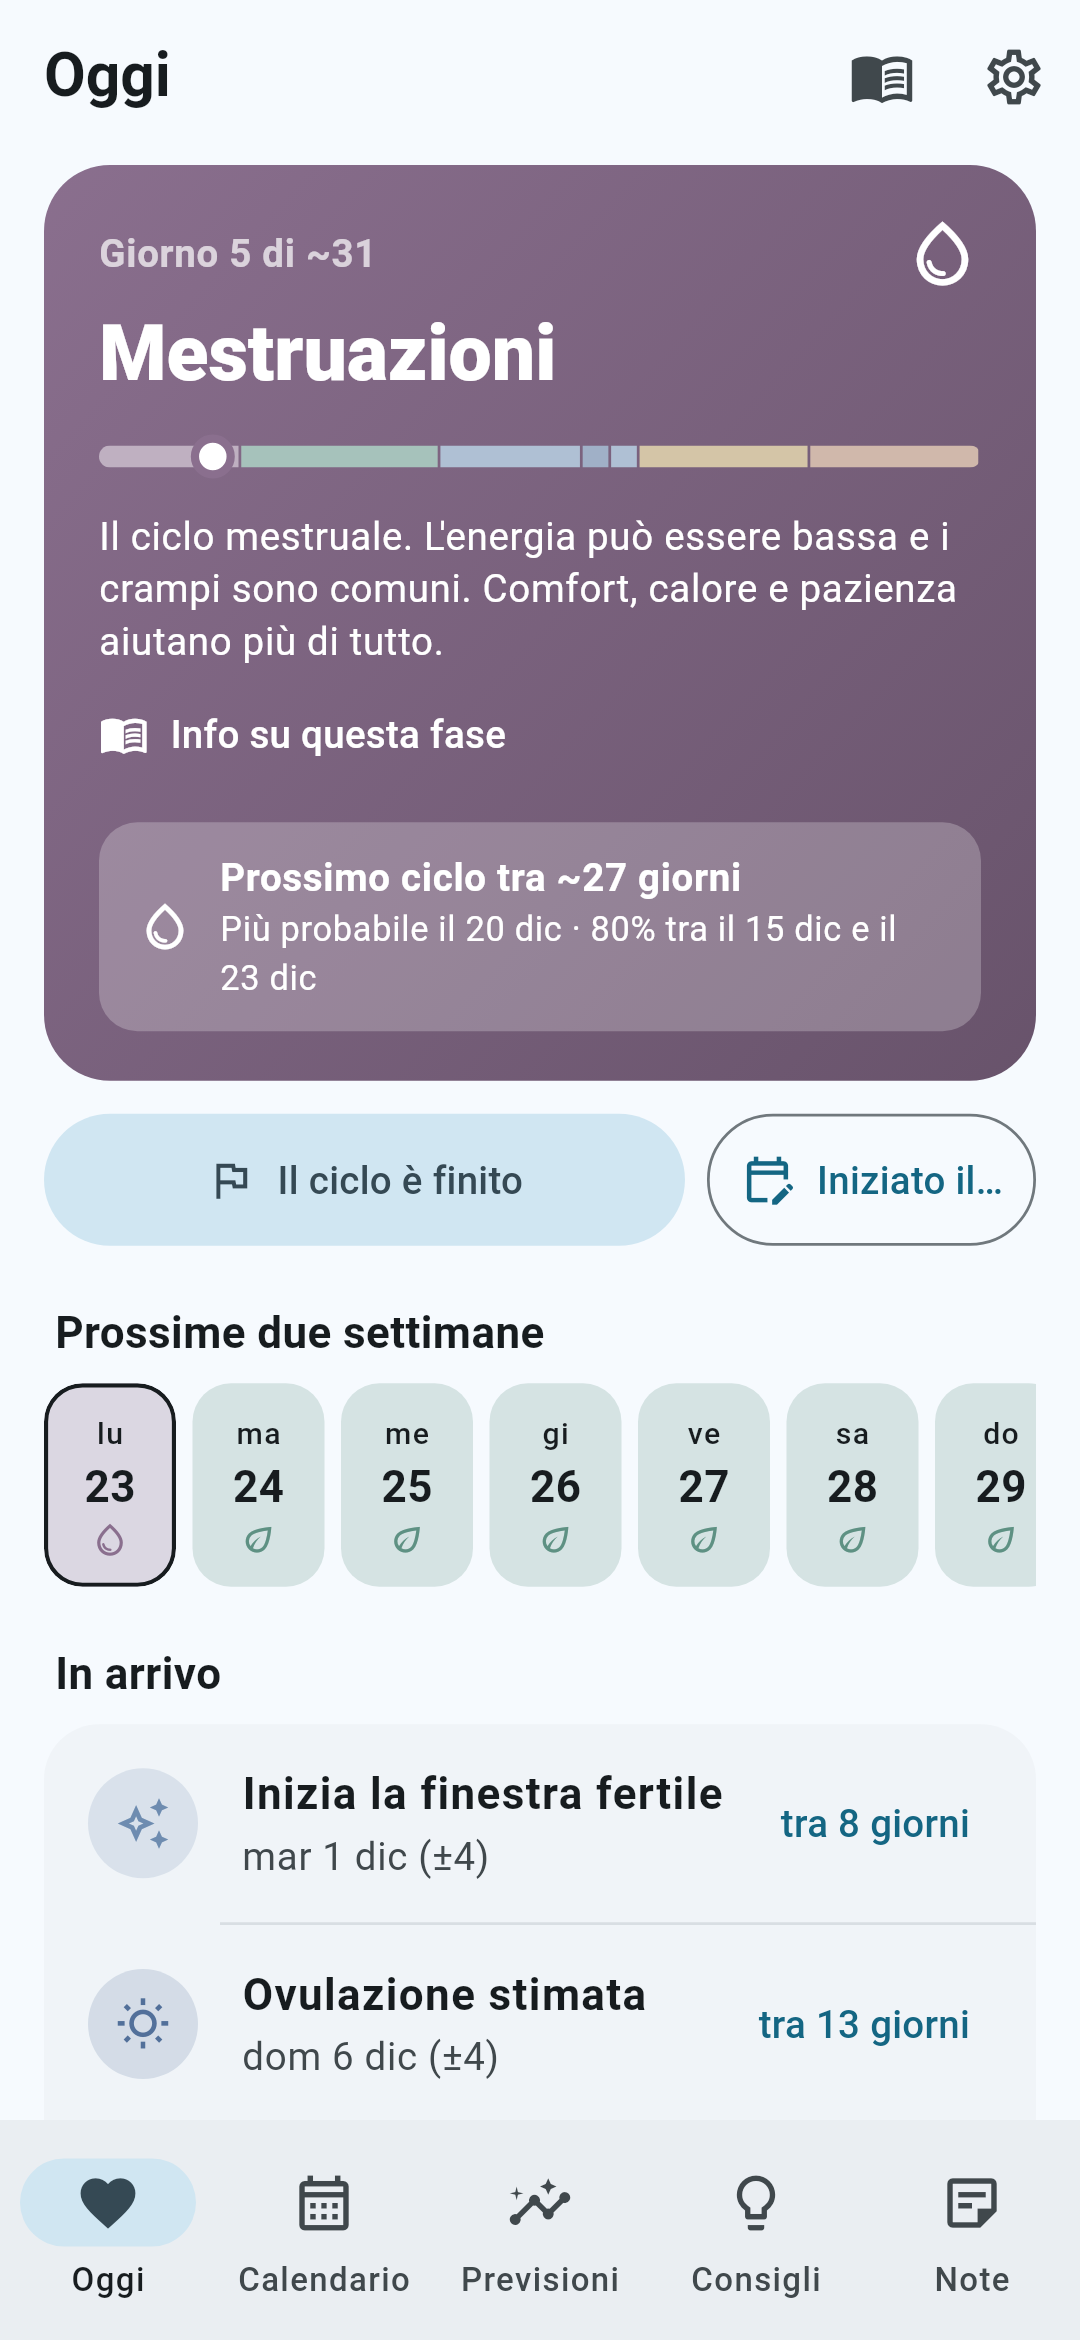 Oggi
Giorno 5 di ~31
Mestruazioni
Il ciclo mestruale. L'energia può essere bassa e i
crampi sono comuni. Comfort, calore e pazienza
aiutano più di tutto.
Info su questa fase
Prossimo ciclo tra ~27 giorni
Più probabile il 20 dic · 80% tra il 15 dic e il
23 dic
Il ciclo è finito
Iniziato il...
Prossime due settimane
lu ma me gi ve sa do
23 24 25 26 27 28 29
In arrivo
Inizia la finestra fertile
mar 1 dic (±4)
tra 8 giorni
Ovulazione stimata
dom 6 dic (±4)
tra 13 giorni
Oggi Calendario Previsioni Consigli Note